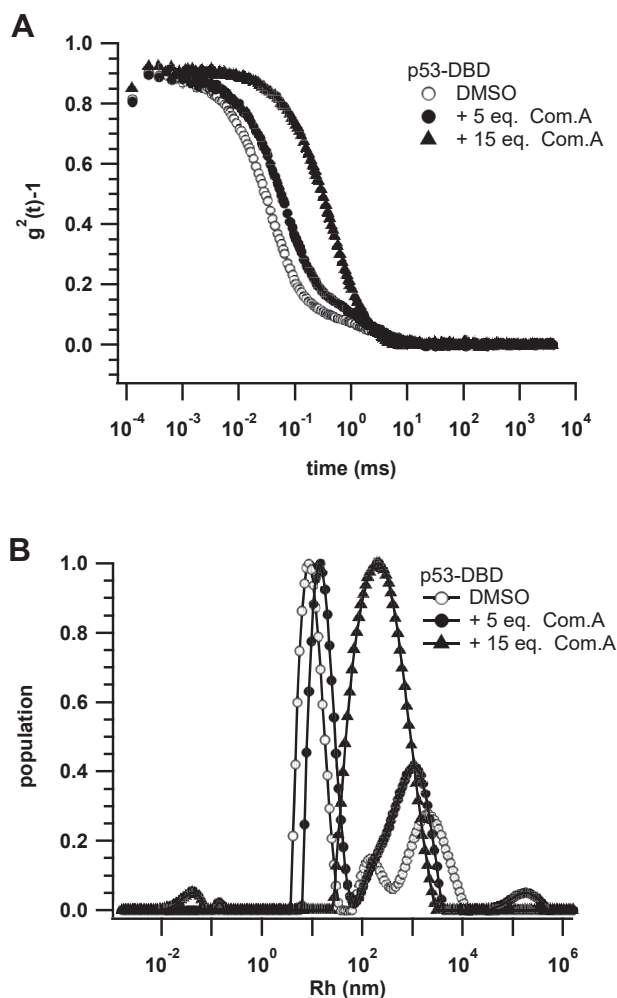 A
1.0
0.8
0.6
0.4
0.2
0.0
g²(t)-1
p53-DBD
DMSO
+ 5 eq. Com.A
+ 15 eq. Com.A
10⁻⁴ 10⁻³ 10⁻² 10⁻¹ 10⁰ 10¹ 10² 10³ 10⁴
time (ms)
B
1.0
0.8
0.6
0.4
0.2
0.0
population
p53-DBD
DMSO
+ 5 eq. Com.A
+ 15 eq. Com.A
10⁻² 10⁰ 10² 10⁴ 10⁶
Rh (nm)